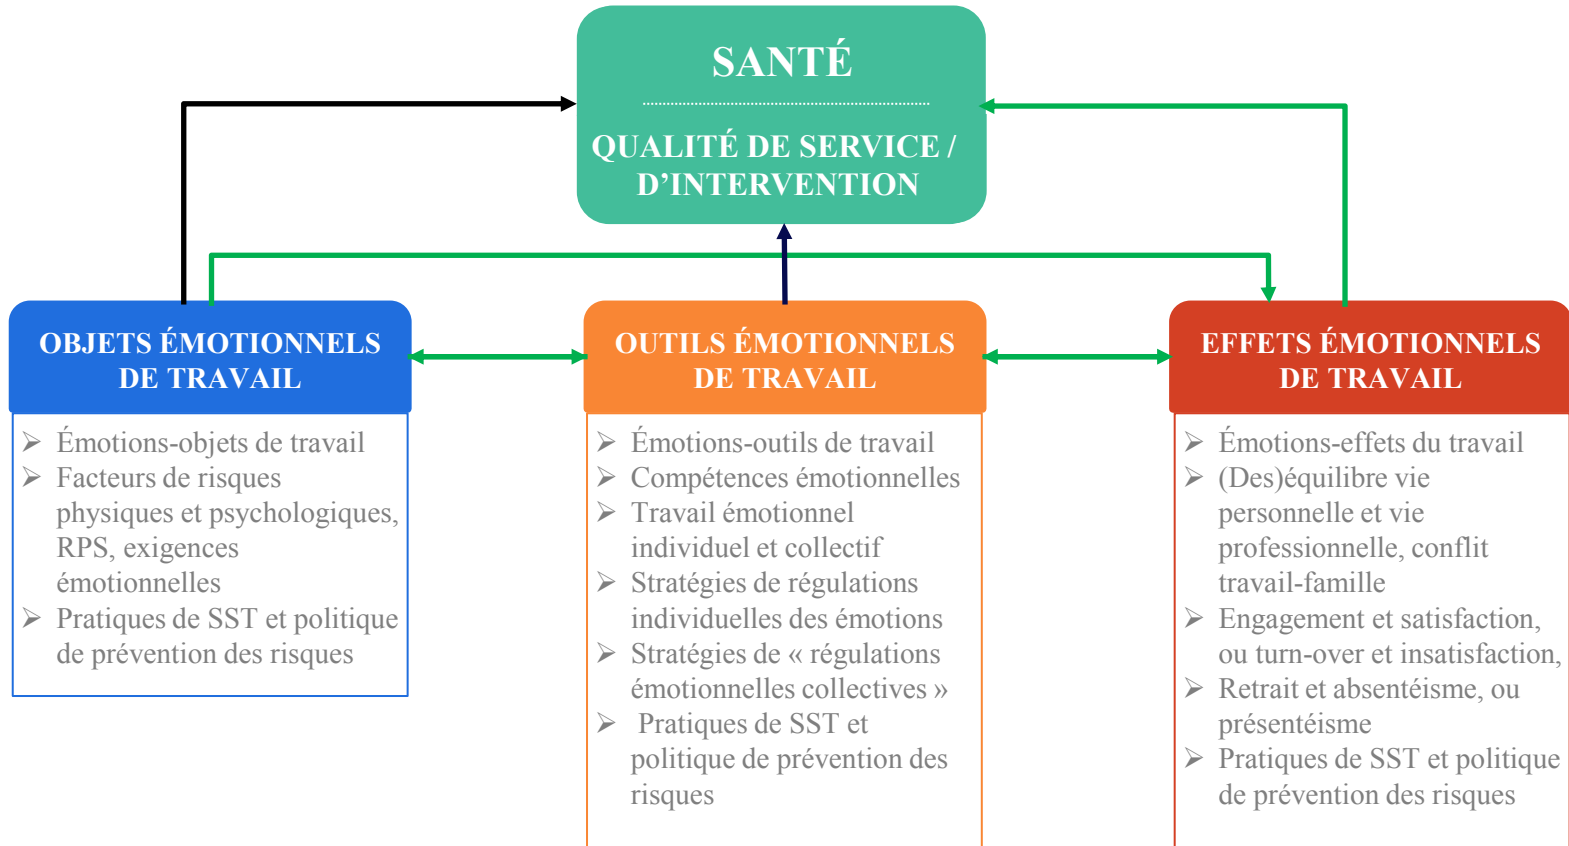 SANTÉ
QUALITÉ DE SERVICE /
D’INTERVENTION
OBJETS ÉMOTIONNELS
DE TRAVAIL
➢ Émotions-objets de travail
➢ Facteurs de risques
physiques et psychologiques,
RPS, exigences
émotionnelles
➢ Pratiques de SST et politique
de prévention des risques
OUTILS ÉMOTIONNELS
DE TRAVAIL
➢ Émotions-outils de travail
➢ Compétences émotionnelles
➢ Travail émotionnel
individuel et collectif
➢ Stratégies de régulations
individuelles des émotions
➢ Stratégies de « régulations
émotionnelles collectives »
➢ Pratiques de SST et
politique de prévention des
risques
EFFETS ÉMOTIONNELS
DE TRAVAIL
➢ Émotions-effets du travail
➢ (Des)équilibre vie
personnelle et vie
professionnelle, conflit
travail-famille
➢ Engagement et satisfaction,
ou turn-over et insatisfaction,
➢ Retrait et absentéisme, ou
présentéisme
➢ Pratiques de SST et politique
de prévention des risques